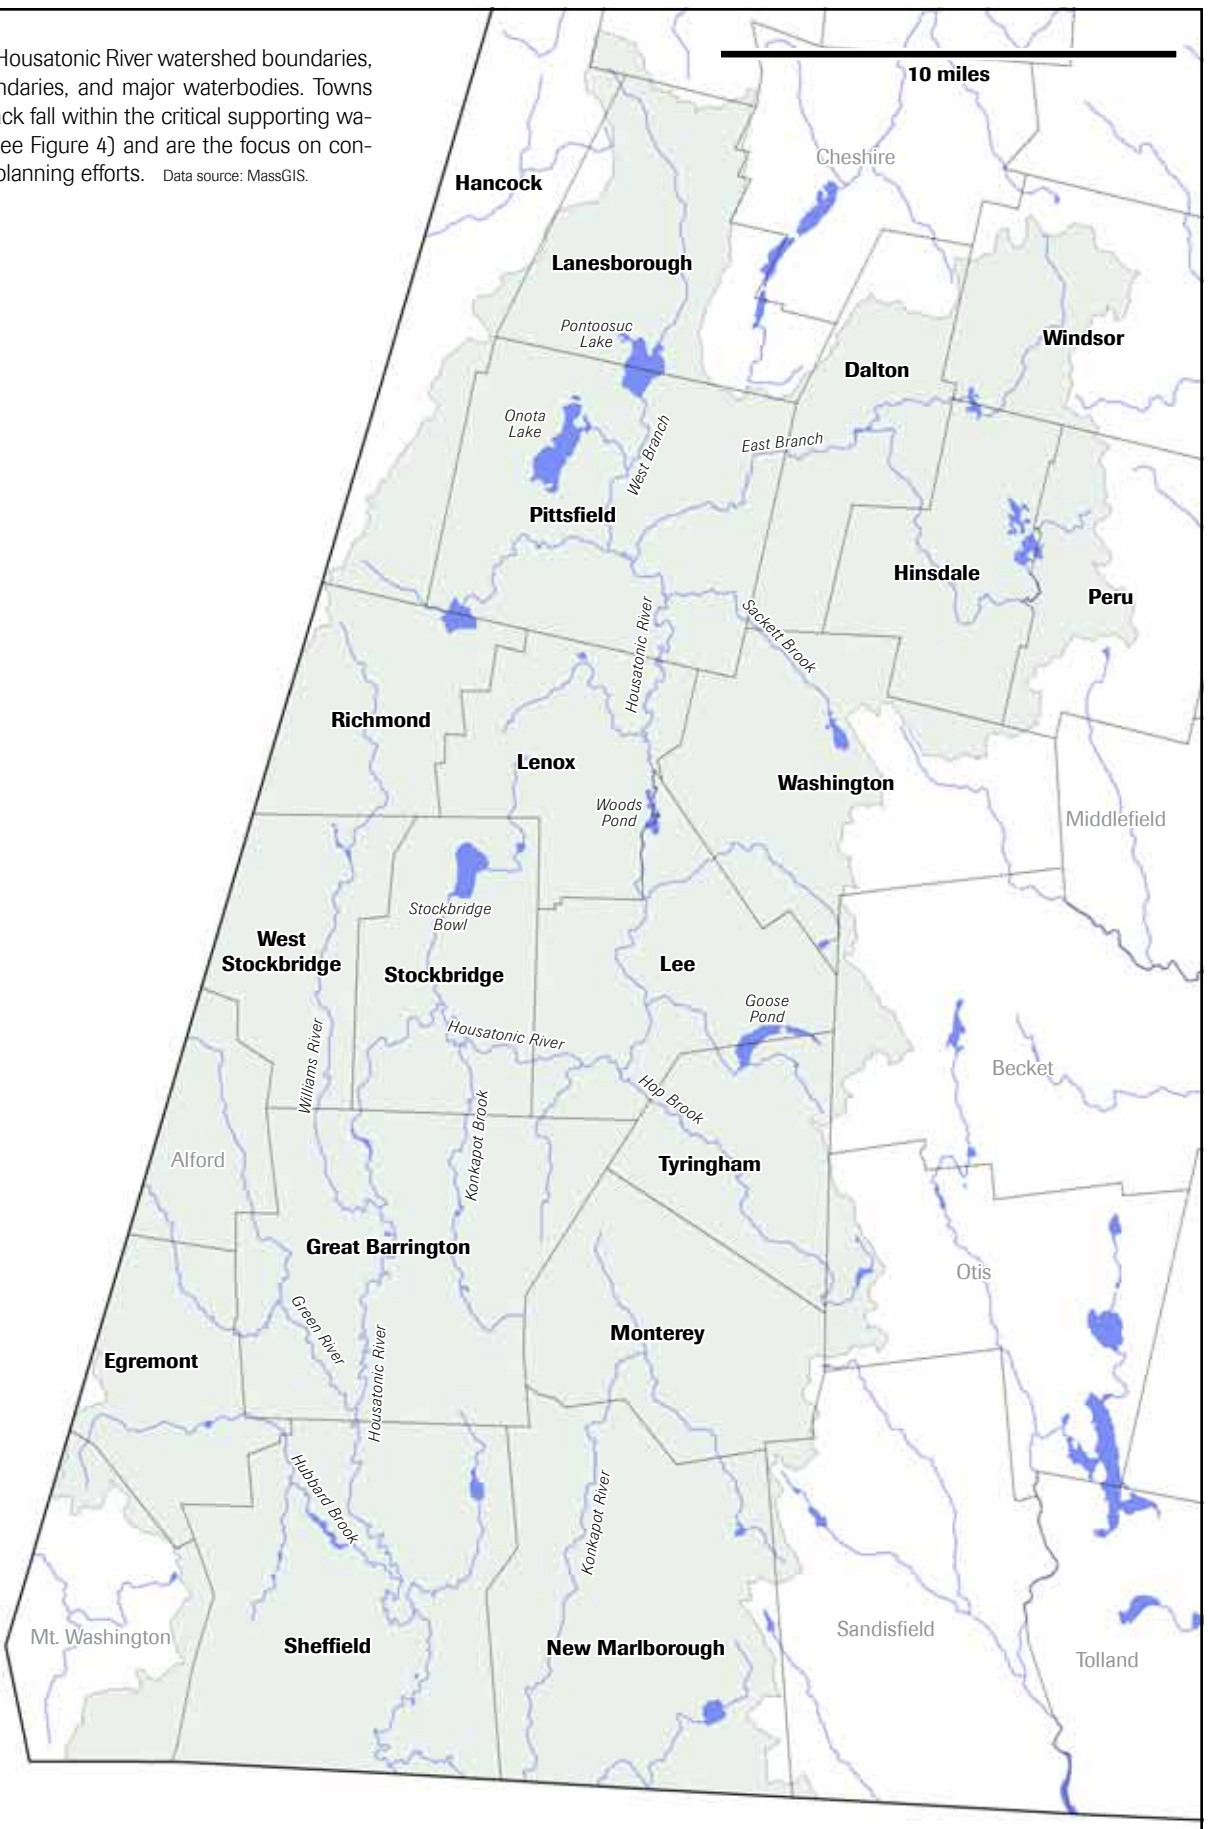 Housatonic River watershed boundaries,
ndaries, and major waterbodies. Towns
ck fall within the critical supporting wa-
ee Figure 4) and are the focus on con-
planning efforts. Data source: MassGIS.
10 miles
Cheshire
Hancock
Lanesborough
Pontoosuc
Lake
Windsor
Dalton
Onota
Lake
West Branch
East Branch
Pittsfield
Hinsdale
Peru
Housatonic River
Sackett Brook
Richmond
Lenox
Washington
Woods
Pond
Middlefield
Stockbridge
Bowl
West
Stockbridge
Stockbridge
Lee
Goose
Pond
Housatonic River
Williams River
Becket
Hop Brook
Konkapot Brook
Alford
Tyringham
Great Barrington
Otis
Green River
Housatonic River
Monterey
Egremont
Hubbard Brook
Konkapot River
Mt. Washington
Sheffield
New Marlborough
Sandisfield
Tolland